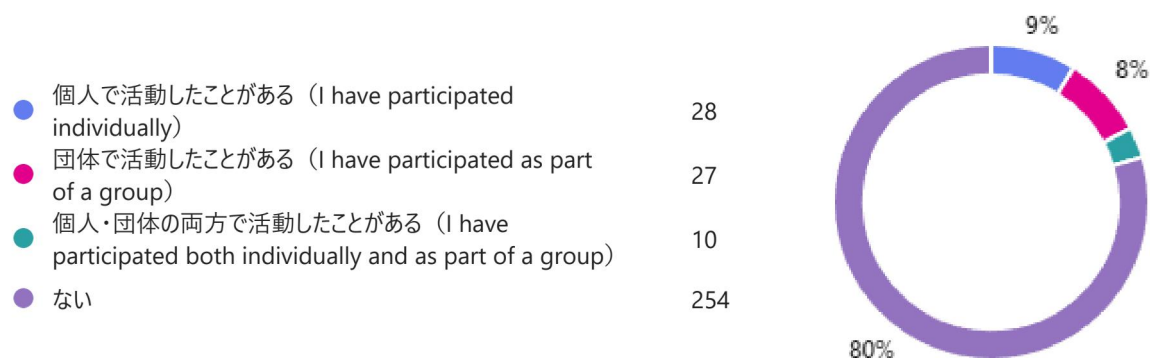 9%
8%
個人で活動したことがある（I have participated
individually）
28
団体で活動したことがある（I have participated as part
of a group）
27
個人・団体の両方で活動したことがある（I have
participated both individually and as part of a group）
10
ない
254
80%